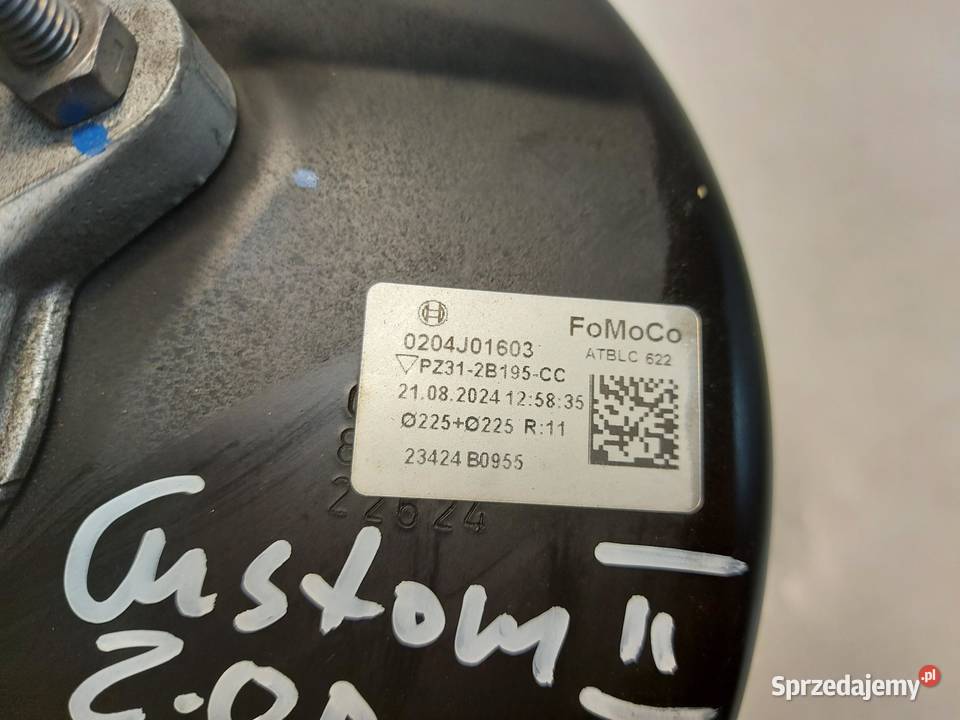 FoMoCo
0204J01603
ATBLC 622
▽PZ31-2B195-CC
21.08.2024 12:58:35
Ø225+Ø225 R:11
23424 B0955
22624
Custom II
Sprzedajemy.pl